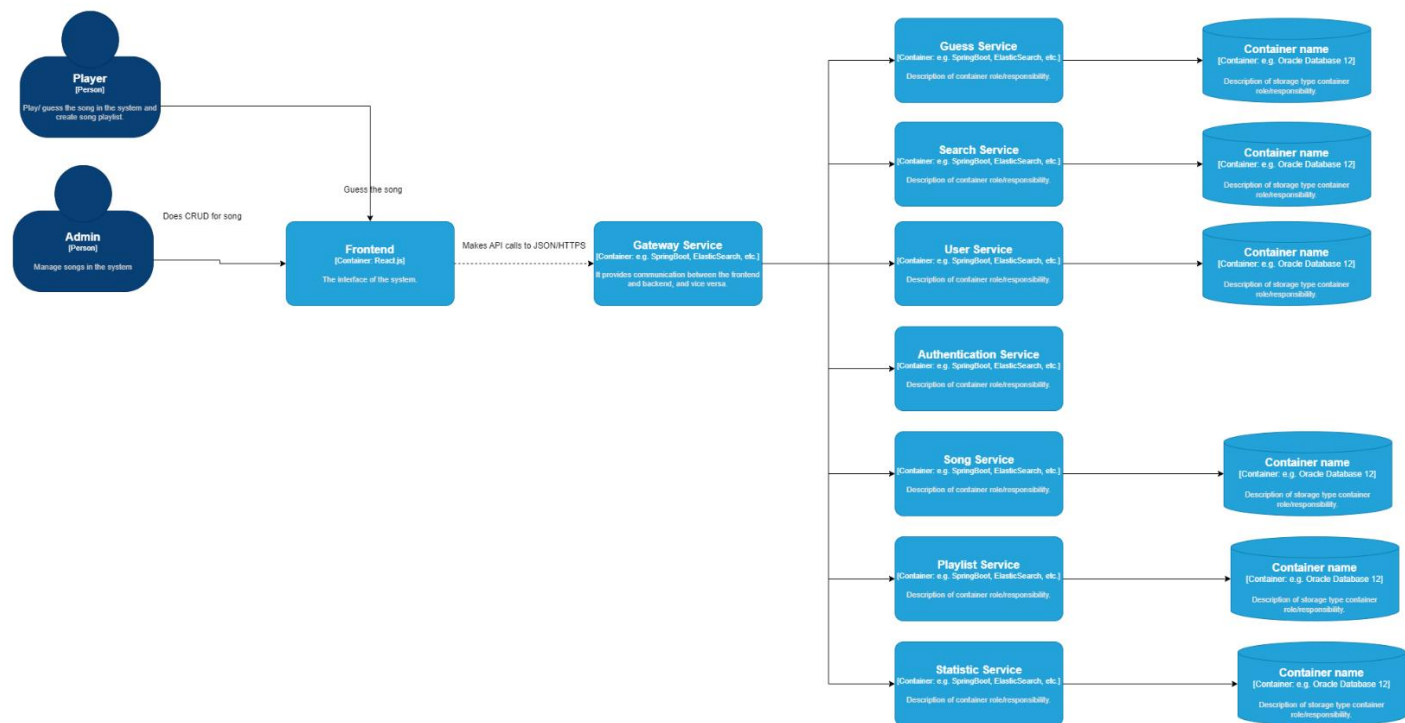 Player
[Person]
Play/ guess the song in the system and
create song playlist.
Guess the song
Admin
[Person]
Manage songs in the system
Does CRUD for song
Frontend
[Container: React.js]
The interface of the system.
Makes API calls to JSON/HTTPS
Gateway Service
[Container: e.g. SpringBoot, ElasticSearch, etc.]
It provides communication between the frontend
and backend, and vice versa.
Guess Service
[Container: e.g. SpringBoot, ElasticSearch, etc.]
Description of container role/responsibility.
Container name
[Container: e.g. Oracle Database 12]
Description of storage type container
role/responsibility.
Search Service
[Container: e.g. SpringBoot, ElasticSearch, etc.]
Description of container role/responsibility.
Container name
[Container: e.g. Oracle Database 12]
Description of storage type container
role/responsibility.
User Service
[Container: e.g. SpringBoot, ElasticSearch, etc.]
Description of container role/responsibility.
Container name
[Container: e.g. Oracle Database 12]
Description of storage type container
role/responsibility.
Authentication Service
[Container: e.g. SpringBoot, ElasticSearch, etc.]
Description of container role/responsibility.
Song Service
[Container: e.g. SpringBoot, ElasticSearch, etc.]
Description of container role/responsibility.
Container name
[Container: e.g. Oracle Database 12]
Description of storage type container
role/responsibility.
Playlist Service
[Container: e.g. SpringBoot, ElasticSearch, etc.]
Description of container role/responsibility.
Container name
[Container: e.g. Oracle Database 12]
Description of storage type container
role/responsibility.
Statistic Service
[Container: e.g. SpringBoot, ElasticSearch, etc.]
Description of container role/responsibility.
Container name
[Container: e.g. Oracle Database 12]
Description of storage type container
role/responsibility.